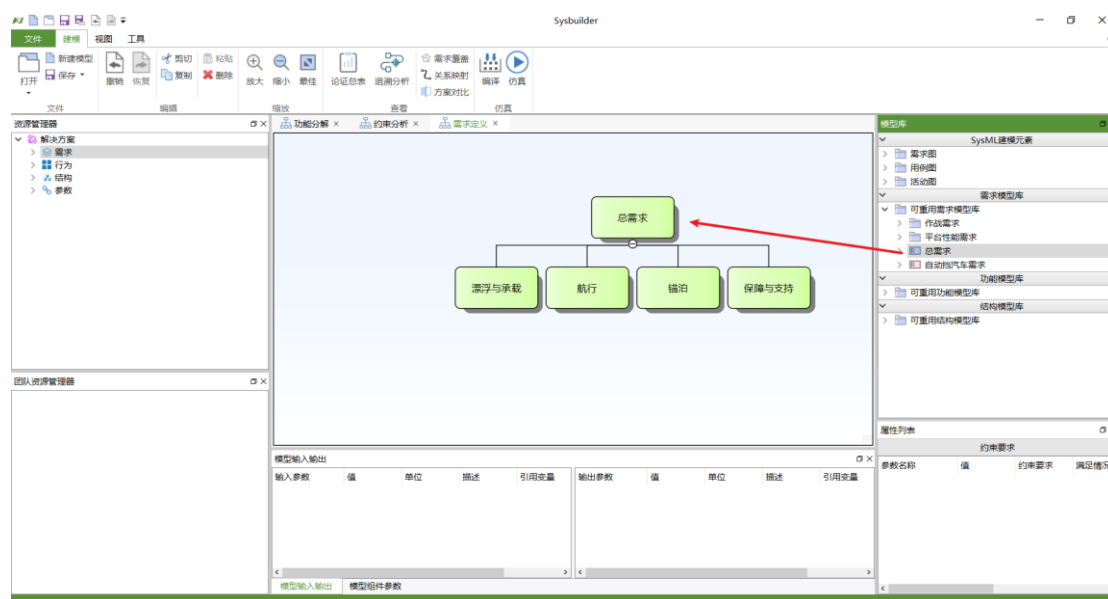 Sysbuilder
文件 建模 视图 工具
打开 新建模型 保存 撤销 恢复 剪切 复制 粘贴 删除 放大 缩小 最佳 论证总表 追溯分析 需求覆盖 关系映射 方案对比 编译 仿真
文件 编辑 缩放 查看 仿真
资源管理器
解决方案
需求
行为
结构
参数
团队资源管理器
功能分解 × 约束分析 × 需求定义 ×
总需求
漂浮与承载 航行 锚泊 保障与支持
模型输入输出
输入参数 值 单位 描述 引用变量 输出参数 值 单位 描述 引用变量
模型输入输出 模型组件参数
模型库
SysML建模元素
需求图
用例图
活动图
需求模型库
可重用需求模型库
作战需求
平台性能需求
总需求
自动挡汽车需求
功能模型库
可重用功能模型库
结构模型库
可重用结构模型库
属性列表
约束要求
参数名称 值 约束要求 满足情况